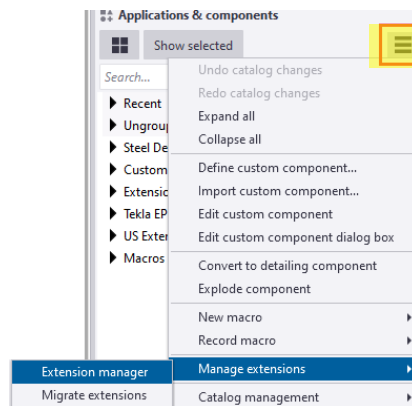 Applications & components
Show selected
Search...
Recent
Steel De
Custom
Tekla EP
US Exter
Macros
Undo catalog changes
Redo catalog changes
Expand all
Collapse all
Define custom component...
Import custom component...
Edit custom component
Edit custom component dialog box
Convert to detailing component
Explode component
New macro
Record macro
Manage extensions
Catalog management
Extension manager
Migrate extensions